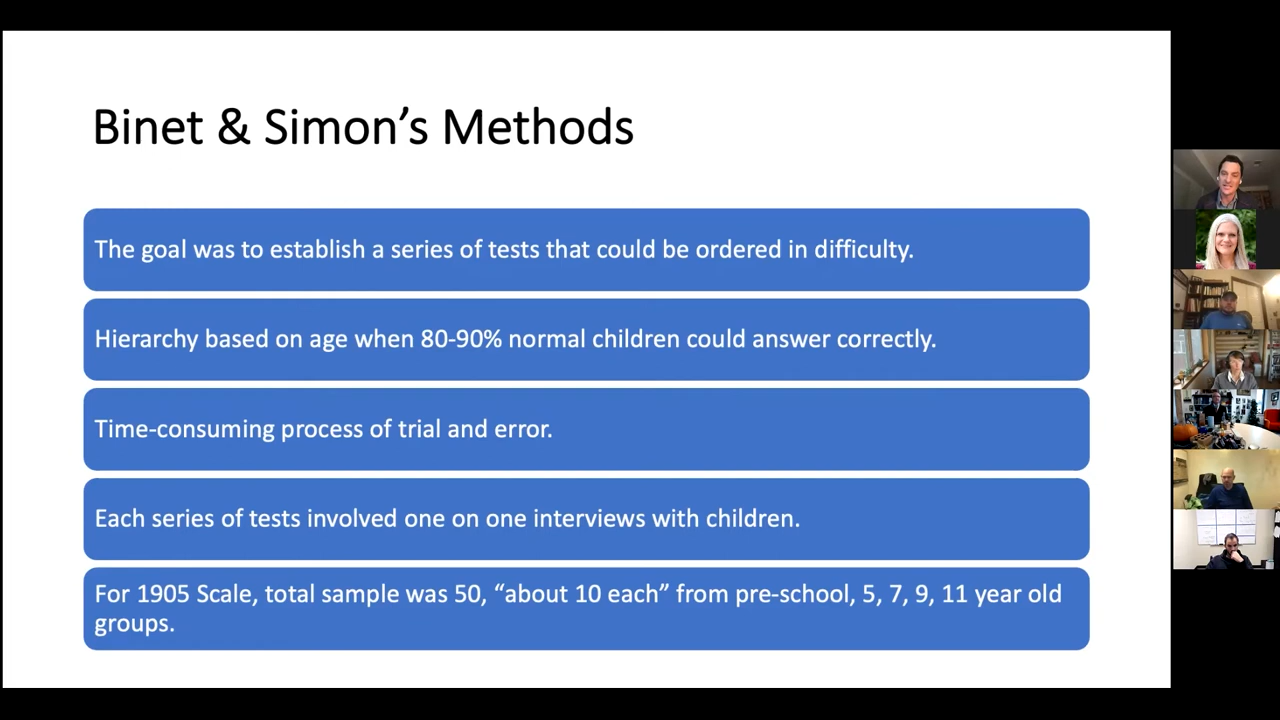 Binet & Simon’s Methods
The goal was to establish a series of tests that could be ordered in difficulty.
Hierarchy based on age when 80-90% normal children could answer correctly.
Time-consuming process of trial and error.
Each series of tests involved one on one interviews with children.
For 1905 Scale, total sample was 50, “about 10 each” from pre-school, 5, 7, 9, 11 year old
groups.